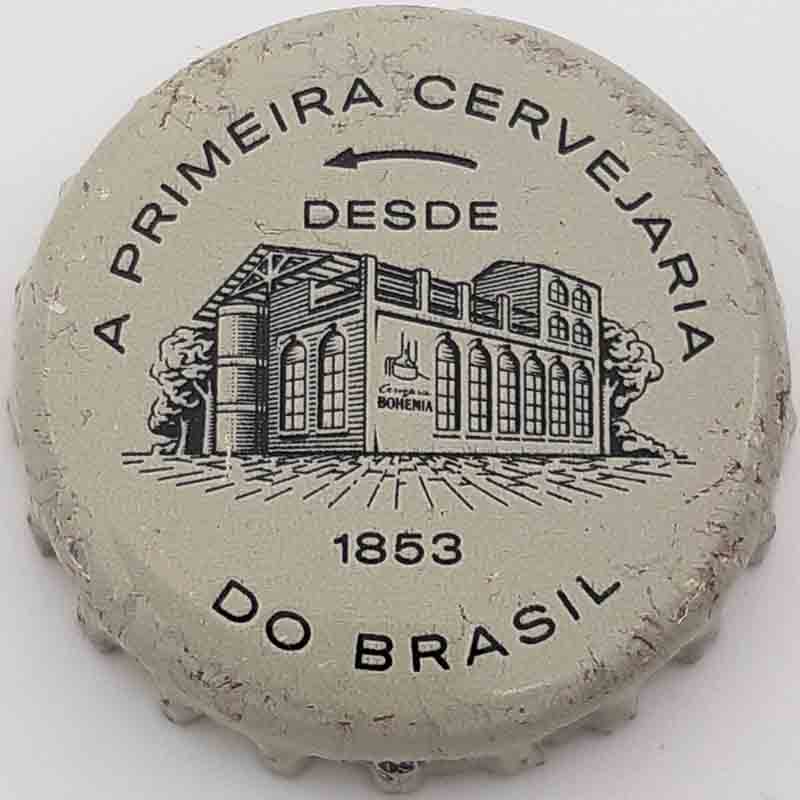 A PRIMEIRA CERVEJARIA
DESDE
Cervejaria
BOHEMIA
1853
DO BRASIL